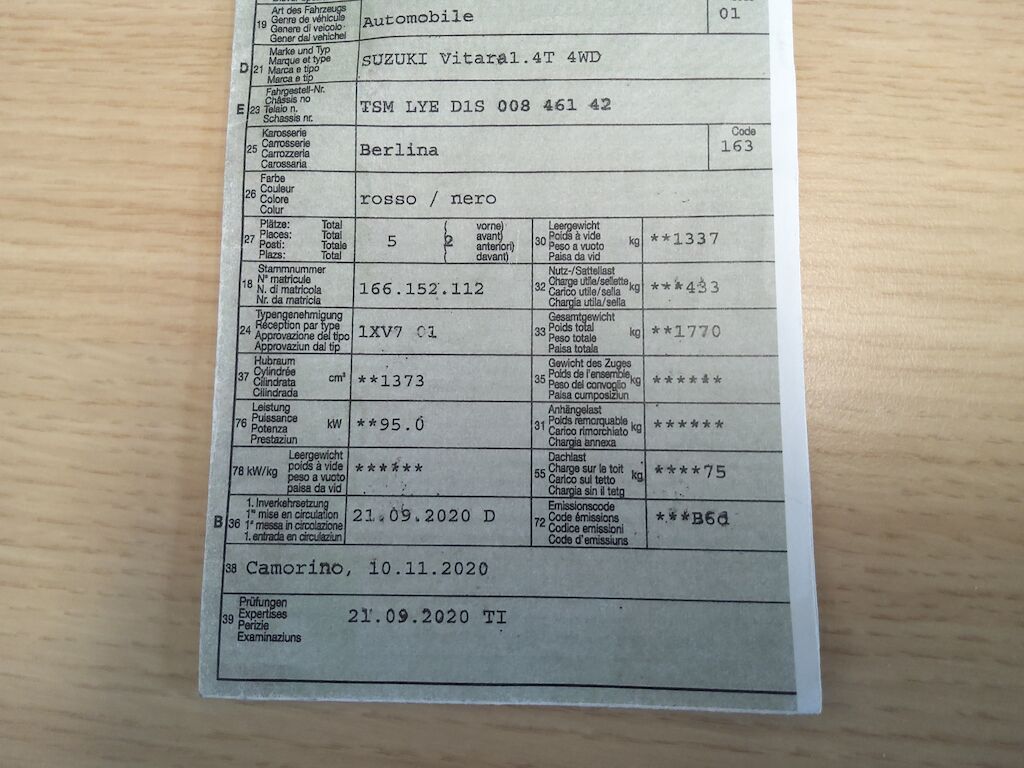 19 Art des Fahrzeugs
Genre de véhicule
Genere di veicolo
Gener dal vehichel
Automobile
01
D 21 Marke und Typ
Marque et type
Marca e tipo
Marca e tip
SUZUKI Vitara1.4T 4WD
E 23 Fahrgestell-Nr.
Châssis no
Telaio n.
Schassis nr.
TSM LYE D1S 008 461 42
25 Karosserie
Carrosserie
Carrozzeria
Carossaria
Berlina
Code
163
26 Farbe
Couleur
Colore
Colur
rosso / nero
27 Plätze: Total
Places: Total
Posti: Totale
Plazs: Total
5
2
vorne)
avant)
anteriori)
davant)
30 Leergewicht
Poids à vide
Peso a vuoto
Paisa da vid
kg **1337
18 Stammnummer
N° matricule
N. di matricola
Nr. da matricla
166.152.112
32 Nutz-/Sattellast
Charge utile/sellette
Carico utile/sella
Chargia utila/sella
kg ***433
24 Typengenehmigung
Réception par type
Approvazione del tipo
Approvaziun dal tip
1XV7 01
33 Gesamtgewicht
Poids total
Peso totale
Paisa totala
kg **1770
37 Hubraum
Cylindrée
Cilindrata
Cilindrada
cm³ **1373
35 Gewicht des Zuges
Poids de l'ensemble
Peso del convoglio
Paisa cumposiziun
kg ******
76 Leistung
Puissance
Potenza
Prestaziun
kW **95.0
31 Anhängelast
Poids remorquable
Carico rimorchiato
Chargia annexa
kg ******
78 kW/kg Leergewicht
poids à vide
peso a vuoto
paisa da vid
******
55 Dachlast
Charge sur le toit
Carico sul tetto
Chargia sin il tetg
kg ****75
B 36 1. Inverkehrsetzung
1re mise en circulation
1a messa in circolazione
1. entrada en circulaziun
21.09.2020 D
72 Emissionscode
Code émissions
Codice emissioni
Code d'emissiuns
***B6d
38 Camorino, 10.11.2020
39 Prüfungen
Expertises
Perizie
Examinaziuns
21.09.2020 TI